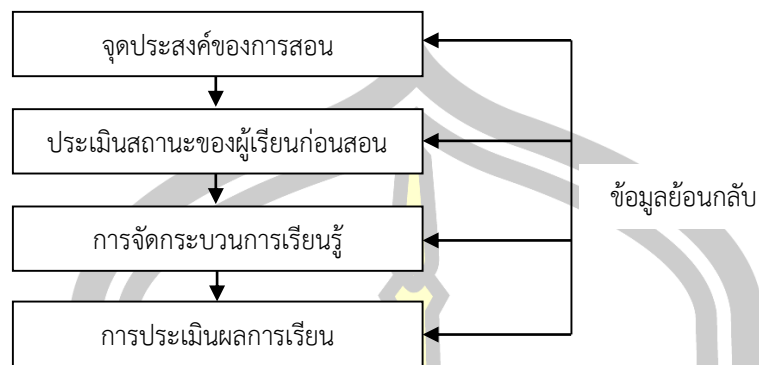 จุดประสงค์ของการสอน
ประเมินสถานะของผู้เรียนก่อนสอน
ข้อมูลย้อนกลับ
การจัดกระบวนการเรียนรู้
การประเมินผลการเรียน